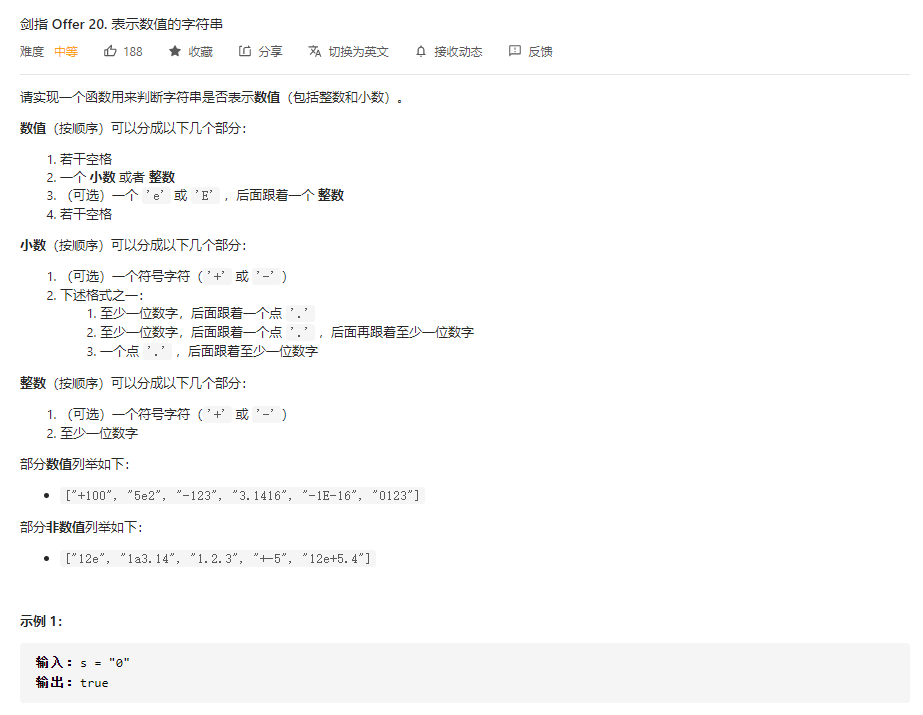 剑指 Offer 20. 表示数值的字符串
难度 中等 188 收藏 分享 切换为英文 接收动态 反馈
请实现一个函数用来判断字符串是否表示数值（包括整数和小数）。
数值（按顺序）可以分成以下几个部分：
1. 若干空格
2. 一个 小数 或者 整数
3. （可选）一个 'e' 或 'E' ，后面跟着一个 整数
4. 若干空格
小数（按顺序）可以分成以下几个部分：
1. （可选）一个符号字符（'+' 或 '-'）
2. 下述格式之一：
1. 至少一位数字，后面跟着一个点 '.'
2. 至少一位数字，后面跟着一个点 '.' ，后面再跟着至少一位数字
3. 一个点 '.' ，后面跟着至少一位数字
整数（按顺序）可以分成以下几个部分：
1. （可选）一个符号字符（'+' 或 '-'）
2. 至少一位数字
部分数值列举如下：
• ["+100", "5e2", "-123", "3.1416", "-1E-16", "0123"]
部分非数值列举如下：
• ["12e", "1a3.14", "1.2.3", "+-5", "12e+5.4"]
示例 1：
输入：s = "0"
输出：true